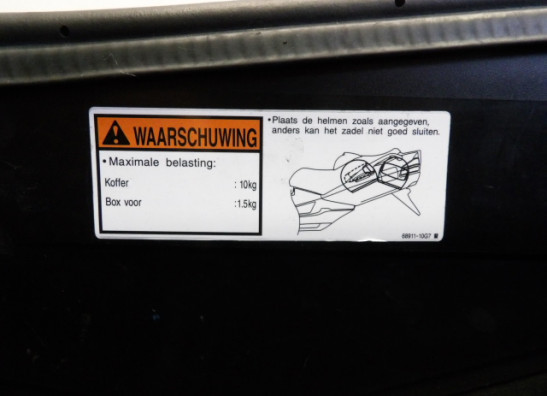 WAARSCHUWING
• Maximale belasting:
Koffer : 10kg
Box voor :1.5kg
• Plaats de helmen zoals aangegeven,
anders kan het zadel niet goed sluiten.
68911-10G7